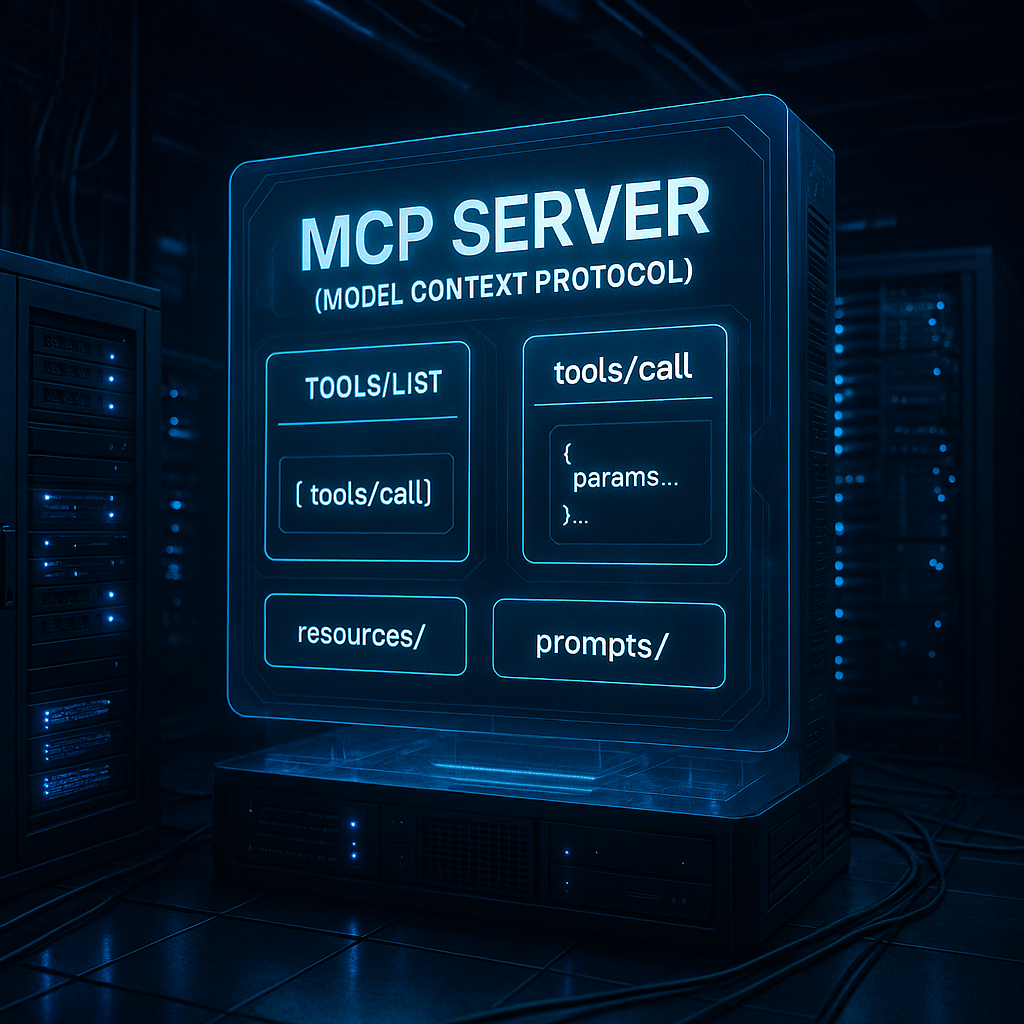 MCP SERVER
(MODEL CONTEXT PROTOCOL)
TOOLS/LIST
[ tools/call]
tools/call
{
params...
}...
resources/
prompts/